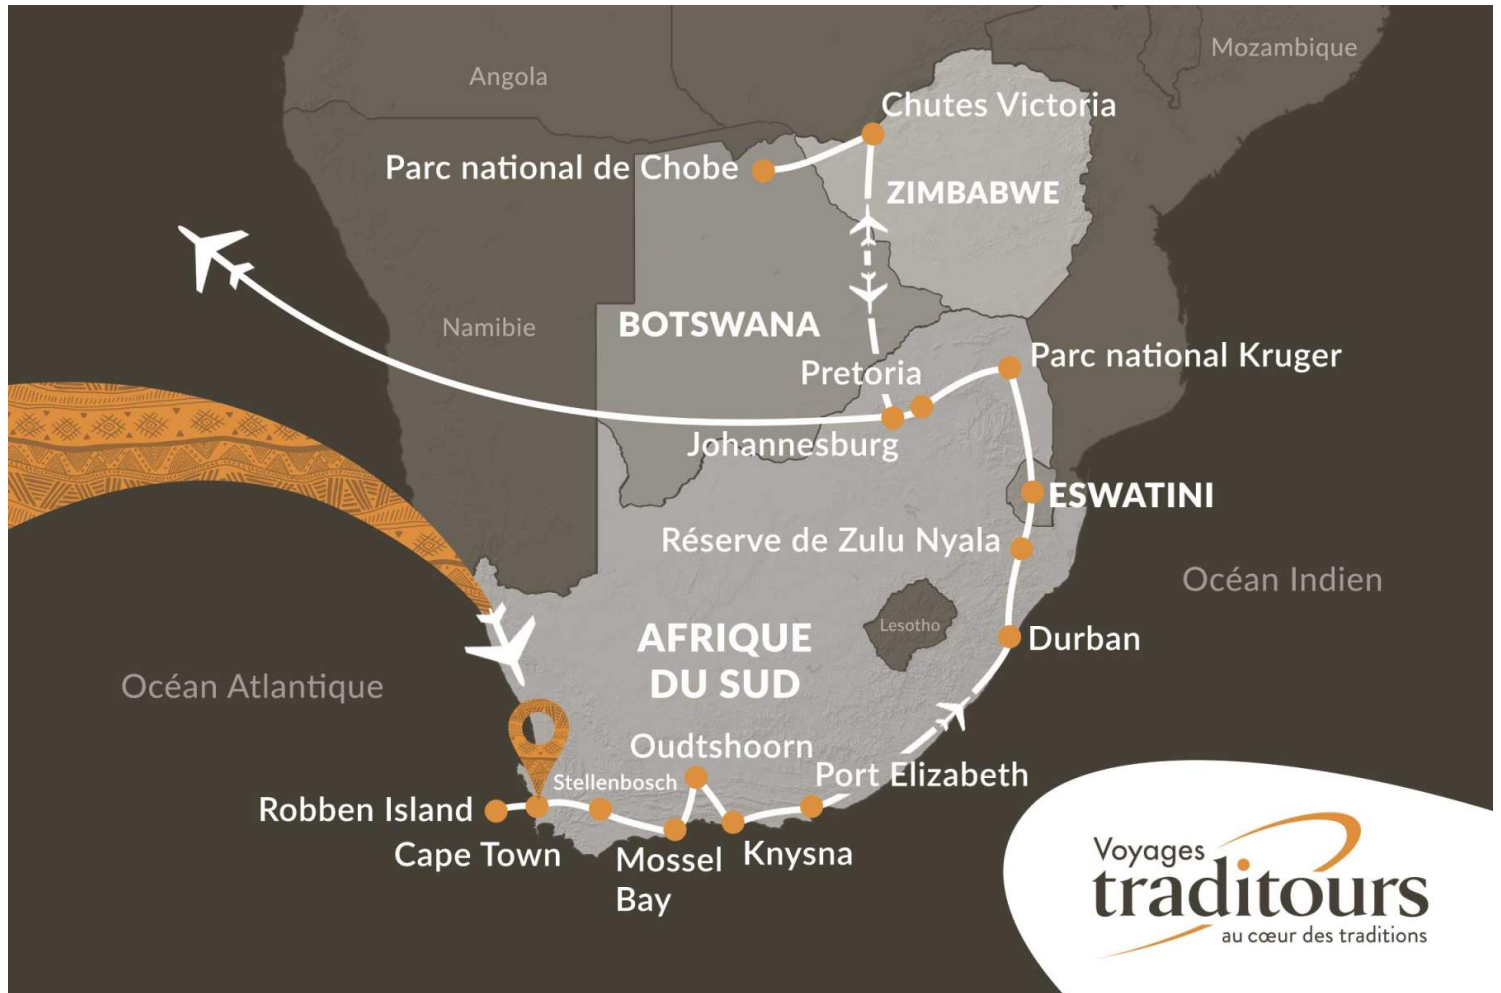 Mozambique
Angola
Chutes Victoria
Parc national de Chobe
ZIMBABWE
Namibie
BOTSWANA
Parc national Kruger
Pretoria
Johannesburg
ESWATINI
Réserve de Zulu Nyala
Océan Indien
Lesotho
AFRIQUE
DU SUD
Durban
Océan Atlantique
Oudtshoorn
Stellenbosch
Port Elizabeth
Robben Island
Cape Town
Mossel
Bay
Knysna
Voyages
traditours
au cœur des traditions